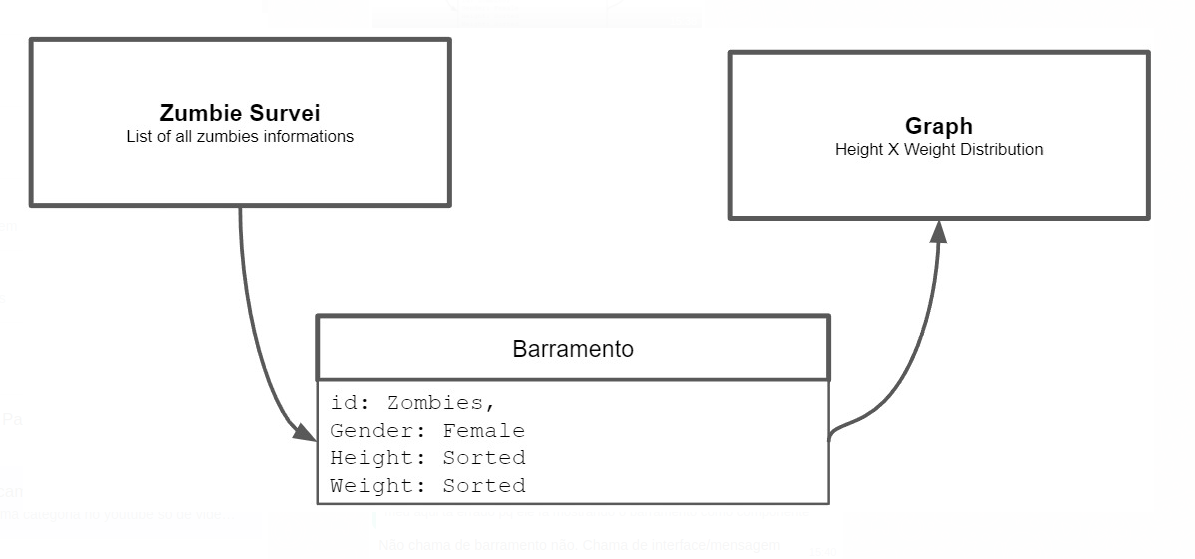 Zumbie Survei
List of all zumbies informations
Graph
Height X Weight Distribution
Barramento
id: Zombies,
Gender: Female
Height: Sorted
Weight: Sorted
Não chama de barramento não. Chama de interface/mensagem